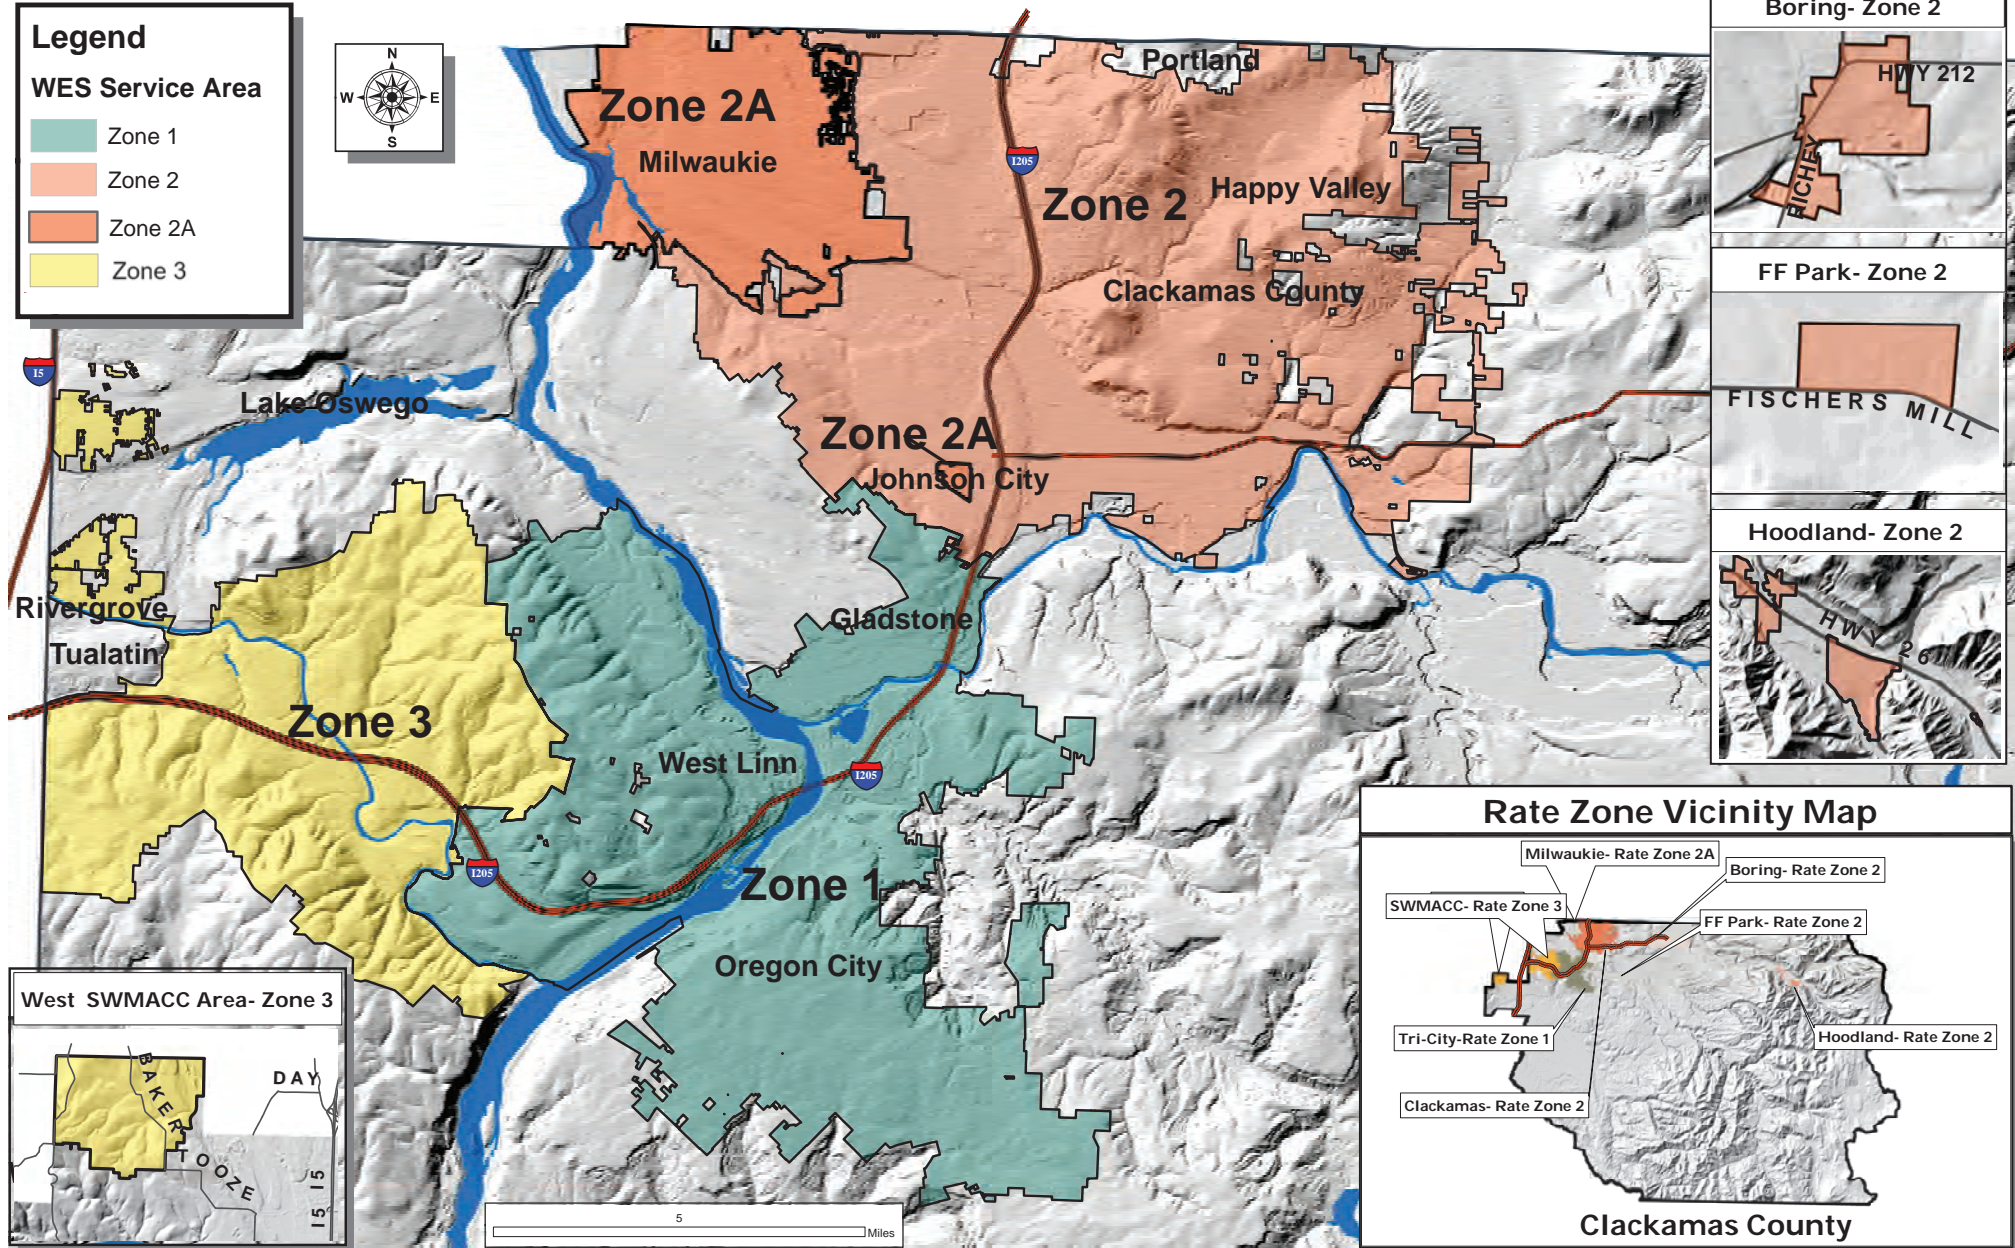 Legend
WES Service Area
Zone 1
Zone 2
Zone 2A
Zone 3
N
W E
S
Zone 2A
Milwaukie
Portland
I205
Zone 2
Happy Valley
Clackamas County
I5
Lake Oswego
Zone 2A
Johnson City
Rivergrove
Tualatin
Gladstone
Zone 3
West Linn
I205
I205
Zone 1
Oregon City
Boring- Zone 2
HWY 212
RICHEY
FF Park- Zone 2
FISCHERS MILL
Hoodland- Zone 2
HWY 26
West SWMACC Area- Zone 3
BAKER
DAY
TOOZE
I5
I5
5
Miles
Rate Zone Vicinity Map
Milwaukie- Rate Zone 2A
Boring- Rate Zone 2
SWMACC- Rate Zone 3
FF Park- Rate Zone 2
Tri-City-Rate Zone 1
Hoodland- Rate Zone 2
Clackamas- Rate Zone 2
Clackamas County